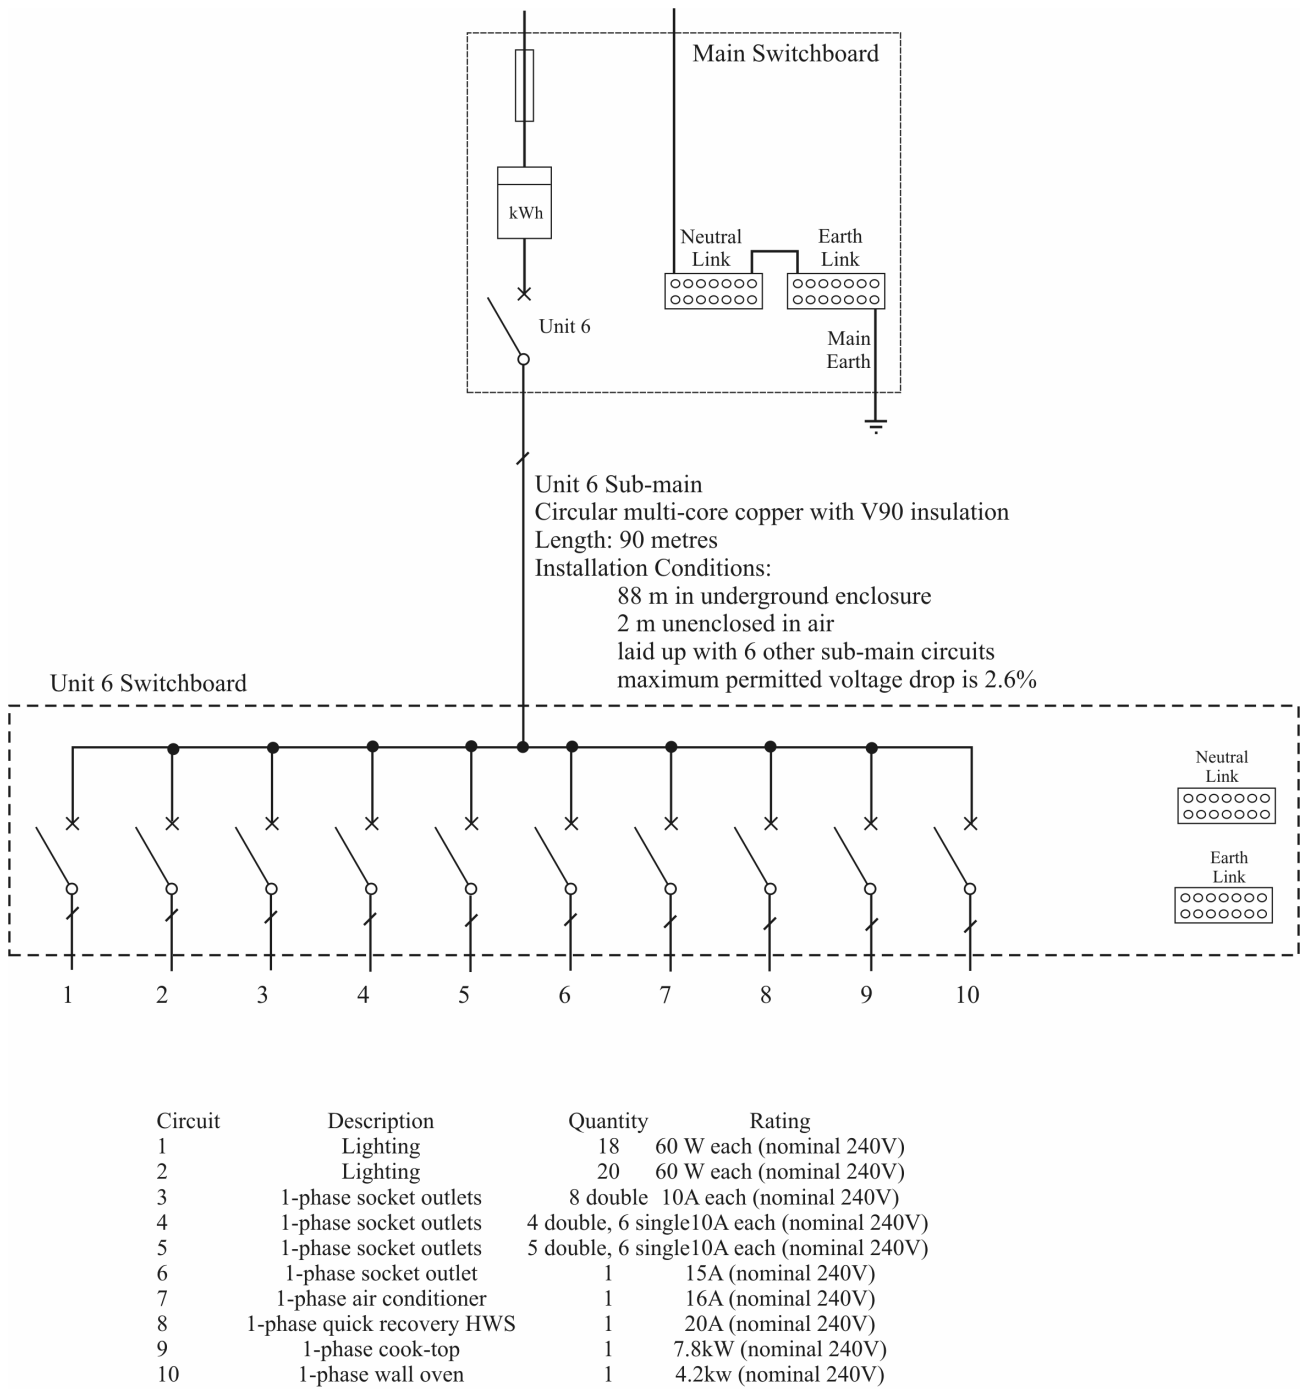 Main Switchboard
kWh
Neutral
Link
Earth
Link
Unit 6
Main
Earth
Unit 6 Sub-main
Circular multi-core copper with V90 insulation
Length: 90 metres
Installation Conditions:
88 m in underground enclosure
2 m unenclosed in air
laid up with 6 other sub-main circuits
maximum permitted voltage drop is 2.6%
Unit 6 Switchboard
Neutral
Link
Earth
Link
1 2 3 4 5 6 7 8 9 10
Circuit Description Quantity Rating
1 Lighting 18 60 W each (nominal 240V)
2 Lighting 20 60 W each (nominal 240V)
3 1-phase socket outlets 8 double 10A each (nominal 240V)
4 1-phase socket outlets 4 double, 6 single10A each (nominal 240V)
5 1-phase socket outlets 5 double, 6 single10A each (nominal 240V)
6 1-phase socket outlet 1 15A (nominal 240V)
7 1-phase air conditioner 1 16A (nominal 240V)
8 1-phase quick recovery HWS 1 20A (nominal 240V)
9 1-phase cook-top 1 7.8kW (nominal 240V)
10 1-phase wall oven 1 4.2kw (nominal 240V)